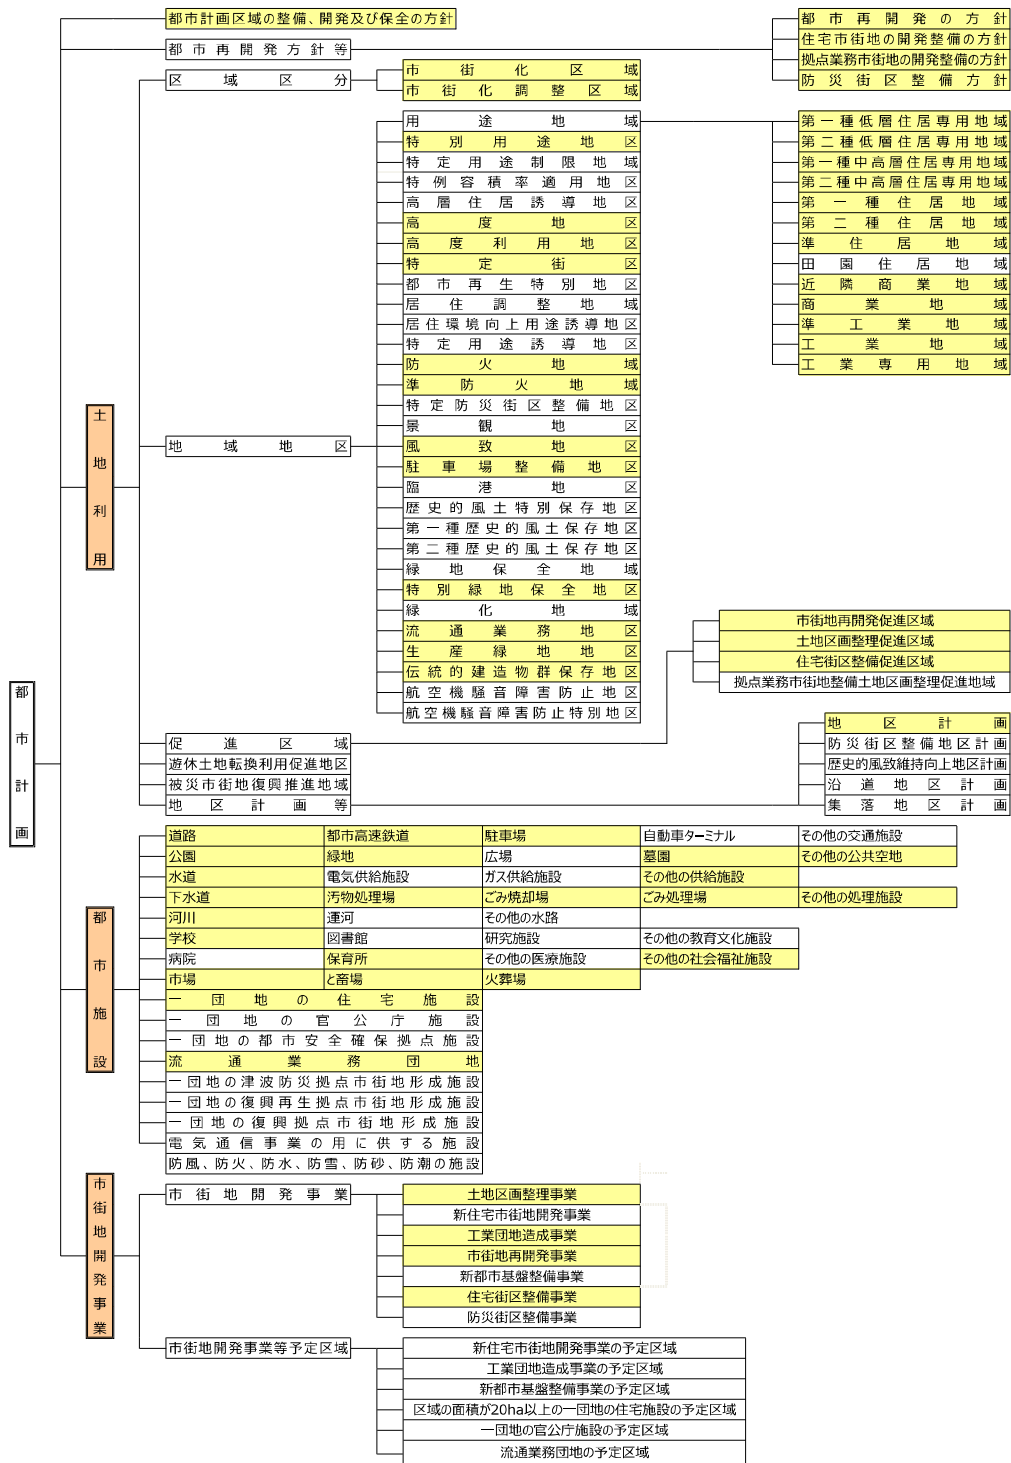 都市計画
土地利用
都市計画区域の整備、開発及び保全の方針
都市再開発方針等
都市再開発の方針
住宅市街地の開発整備の方針
拠点業務市街地の開発整備の方針
防災街区整備方針
区域区分
市街化区域
市街化調整区域
地域地区
用途地域
第一種低層住居専用地域
第二種低層住居専用地域
第一種中高層住居専用地域
第二種中高層住居専用地域
第一種住居地域
第二種住居地域
準住居地域
田園住居地域
近隣商業地域
商業地域
準工業地域
工業地域
工業専用地域
特別用途地区
特定用途制限地域
特例容積率適用地区
高層住居誘導地区
高度地区
高度利用地区
特定街区
都市再生特別地区
居住調整地域
居住環境向上用途誘導地区
特定用途誘導地区
防火地域
準防火地域
特定防災街区整備地区
景観地区
風致地区
駐車場整備地区
臨港地区
歴史的風土特別保存地区
第一種歴史的風土保存地区
第二種歴史的風土保存地区
緑地保全地域
特別緑地保全地区
緑化地域
流通業務地区
生産緑地地区
伝統的建造物群保存地区
航空機騒音障害防止地区
航空機騒音障害防止特別地区
促進区域
市街地再開発促進区域
土地区画整理促進区域
住宅街区整備促進区域
拠点業務市街地整備土地区画整理促進地域
遊休土地転換利用促進地区
被災市街地復興推進地域
地区計画等
地区計画
防災街区整備地区計画
歴史的風致維持向上地区計画
沿道地区計画
集落地区計画
都市施設
道路 都市高速鉄道 駐車場 自動車ターミナル その他の交通施設
公園 緑地 広場 墓園 その他の公共空地
水道 電気供給施設 ガス供給施設 その他の供給施設
下水道 汚物処理場 ごみ焼却場 ごみ処理場 その他の処理施設
河川 運河 その他の水路
学校 図書館 研究施設 その他の教育文化施設
病院 保育所 その他の医療施設 その他の社会福祉施設
市場 と畜場 火葬場
一団地の住宅施設
一団地の官公庁施設
一団地の都市安全確保拠点施設
流通業務団地
一団地の津波防災拠点市街地形成施設
一団地の復興再生拠点市街地形成施設
一団地の復興拠点市街地形成施設
電気通信事業の用に供する施設
防風、防火、防水、防雪、防砂、防潮の施設
市街地開発事業
市街地開発事業
土地区画整理事業
新住宅市街地開発事業
工業団地造成事業
市街地再開発事業
新都市基盤整備事業
住宅街区整備事業
防災街区整備事業
市街地開発事業等予定区域
新住宅市街地開発事業の予定区域
工業団地造成事業の予定区域
新都市基盤整備事業の予定区域
区域の面積が20ha以上の一団地の住宅施設の予定区域
一団地の官公庁施設の予定区域
流通業務団地の予定区域